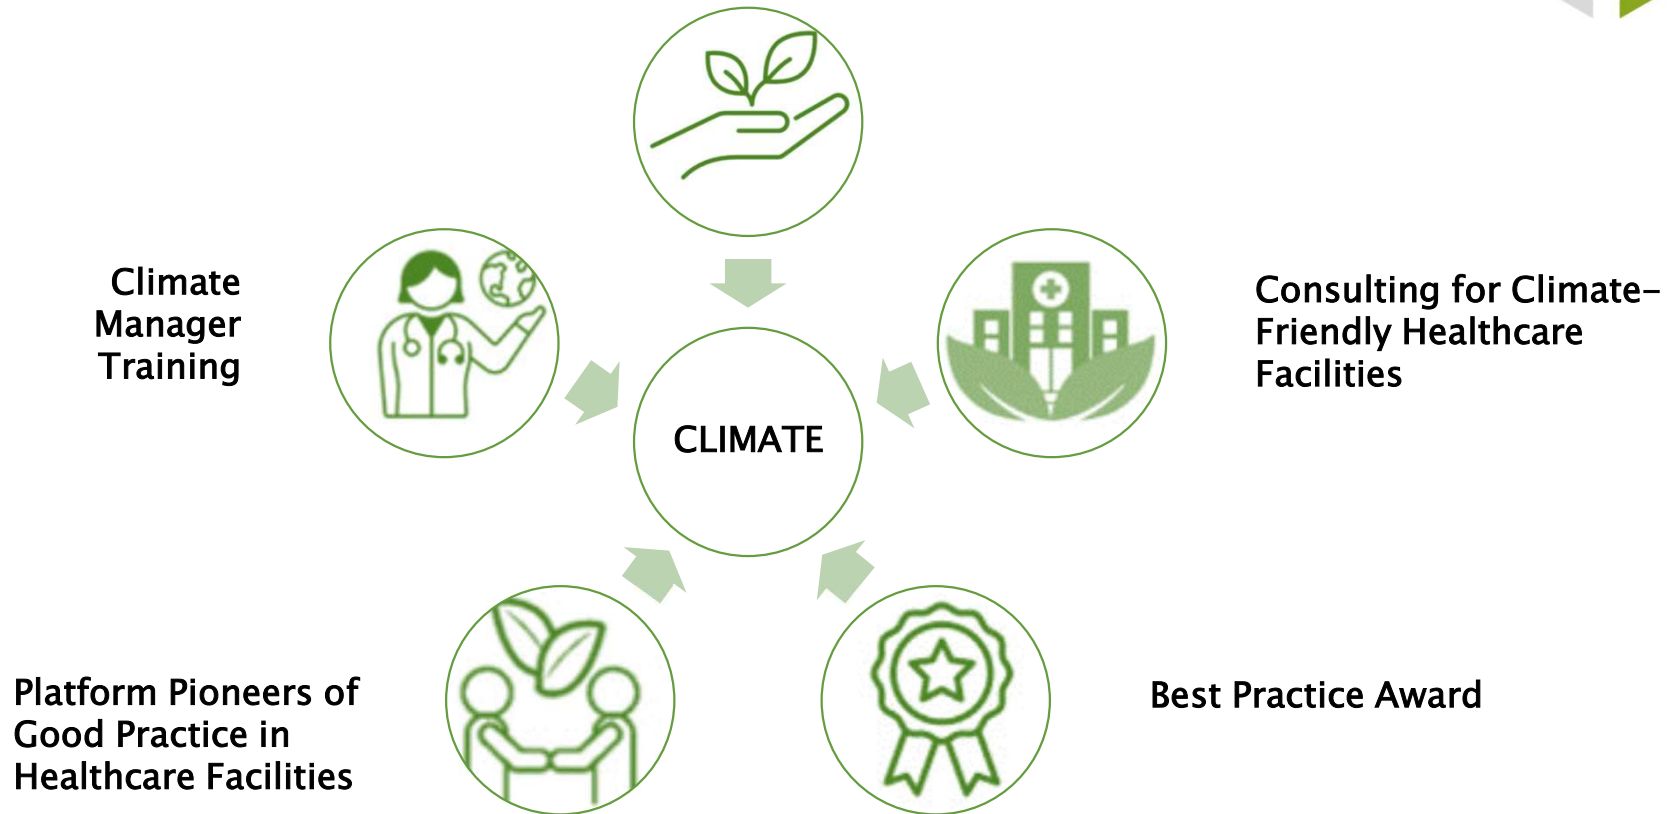 Climate
Manager
Training
Consulting for Climate-
Friendly Healthcare
Facilities
CLIMATE
Platform Pioneers of
Good Practice in
Healthcare Facilities
Best Practice Award